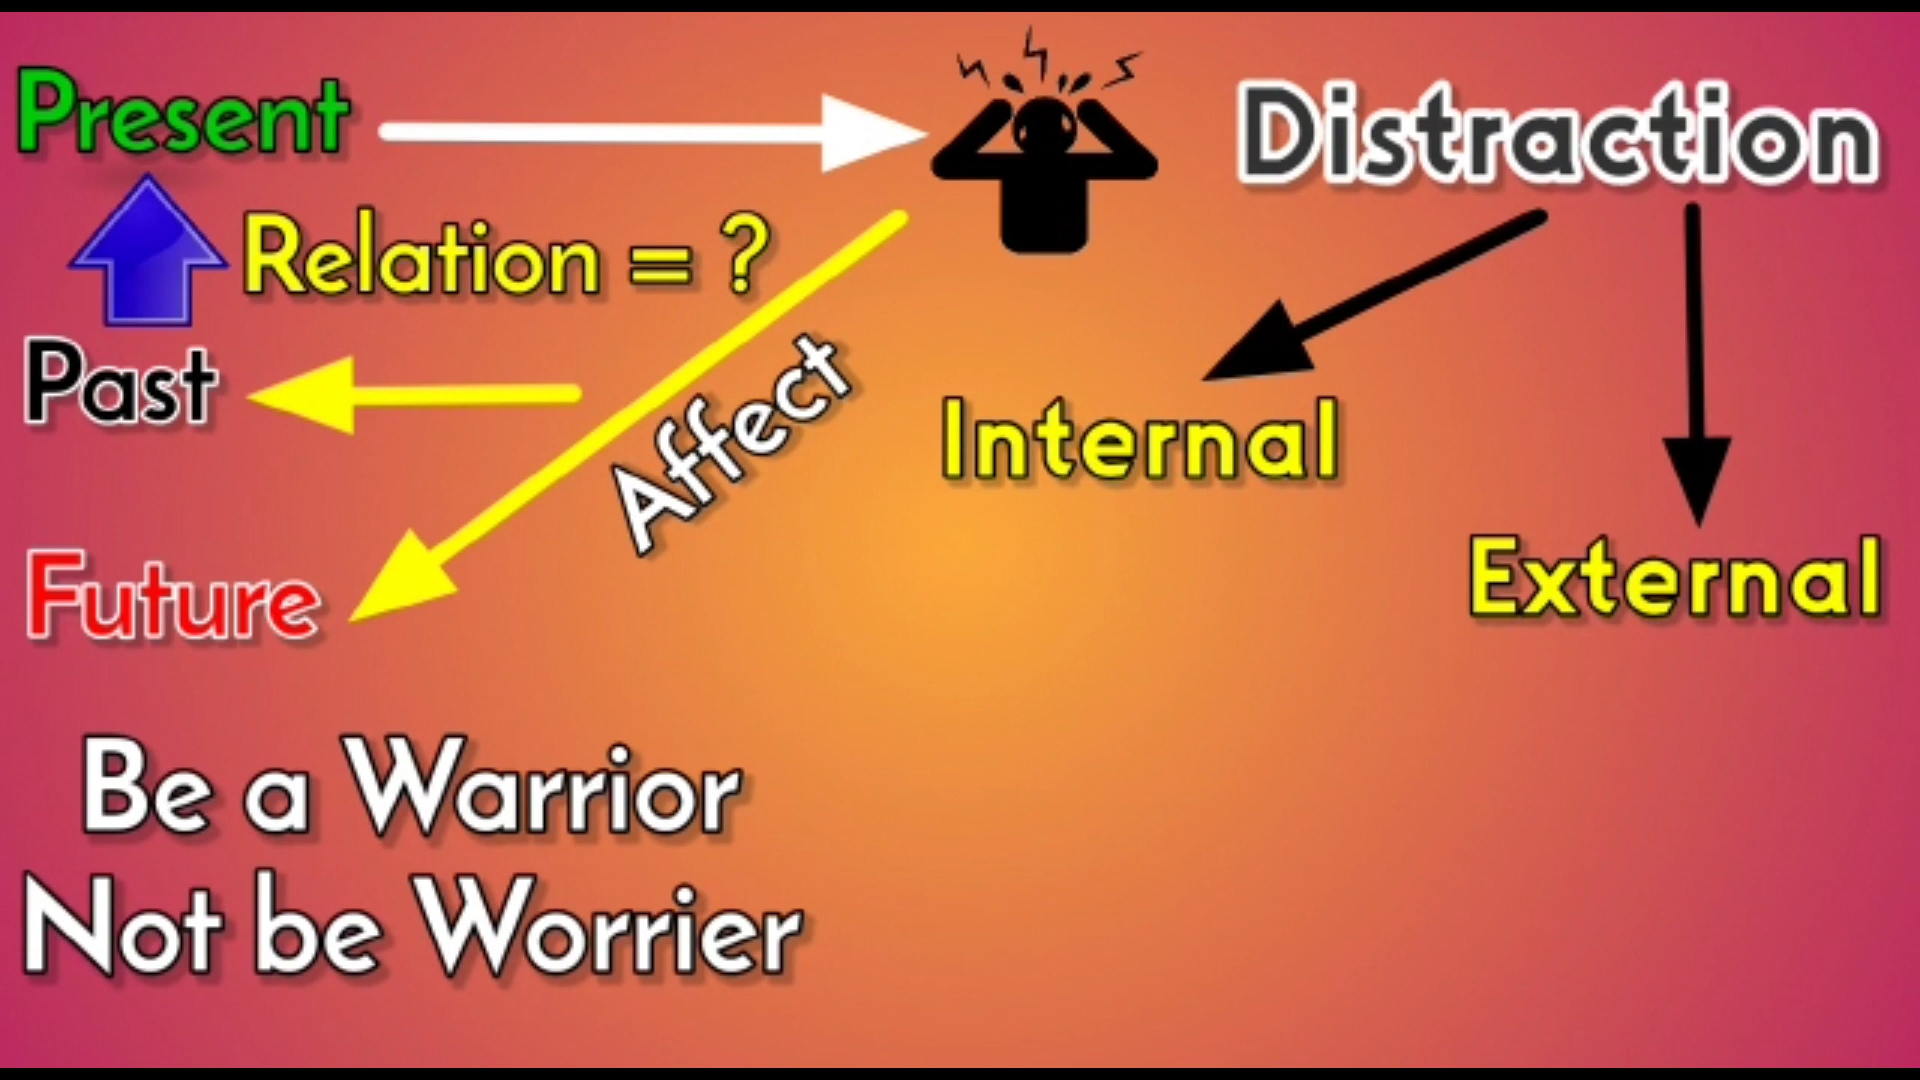 Present
Distraction
Relation = ?
Past
Affect
Internal
External
Future
Be a Warrior
Not be Worrier